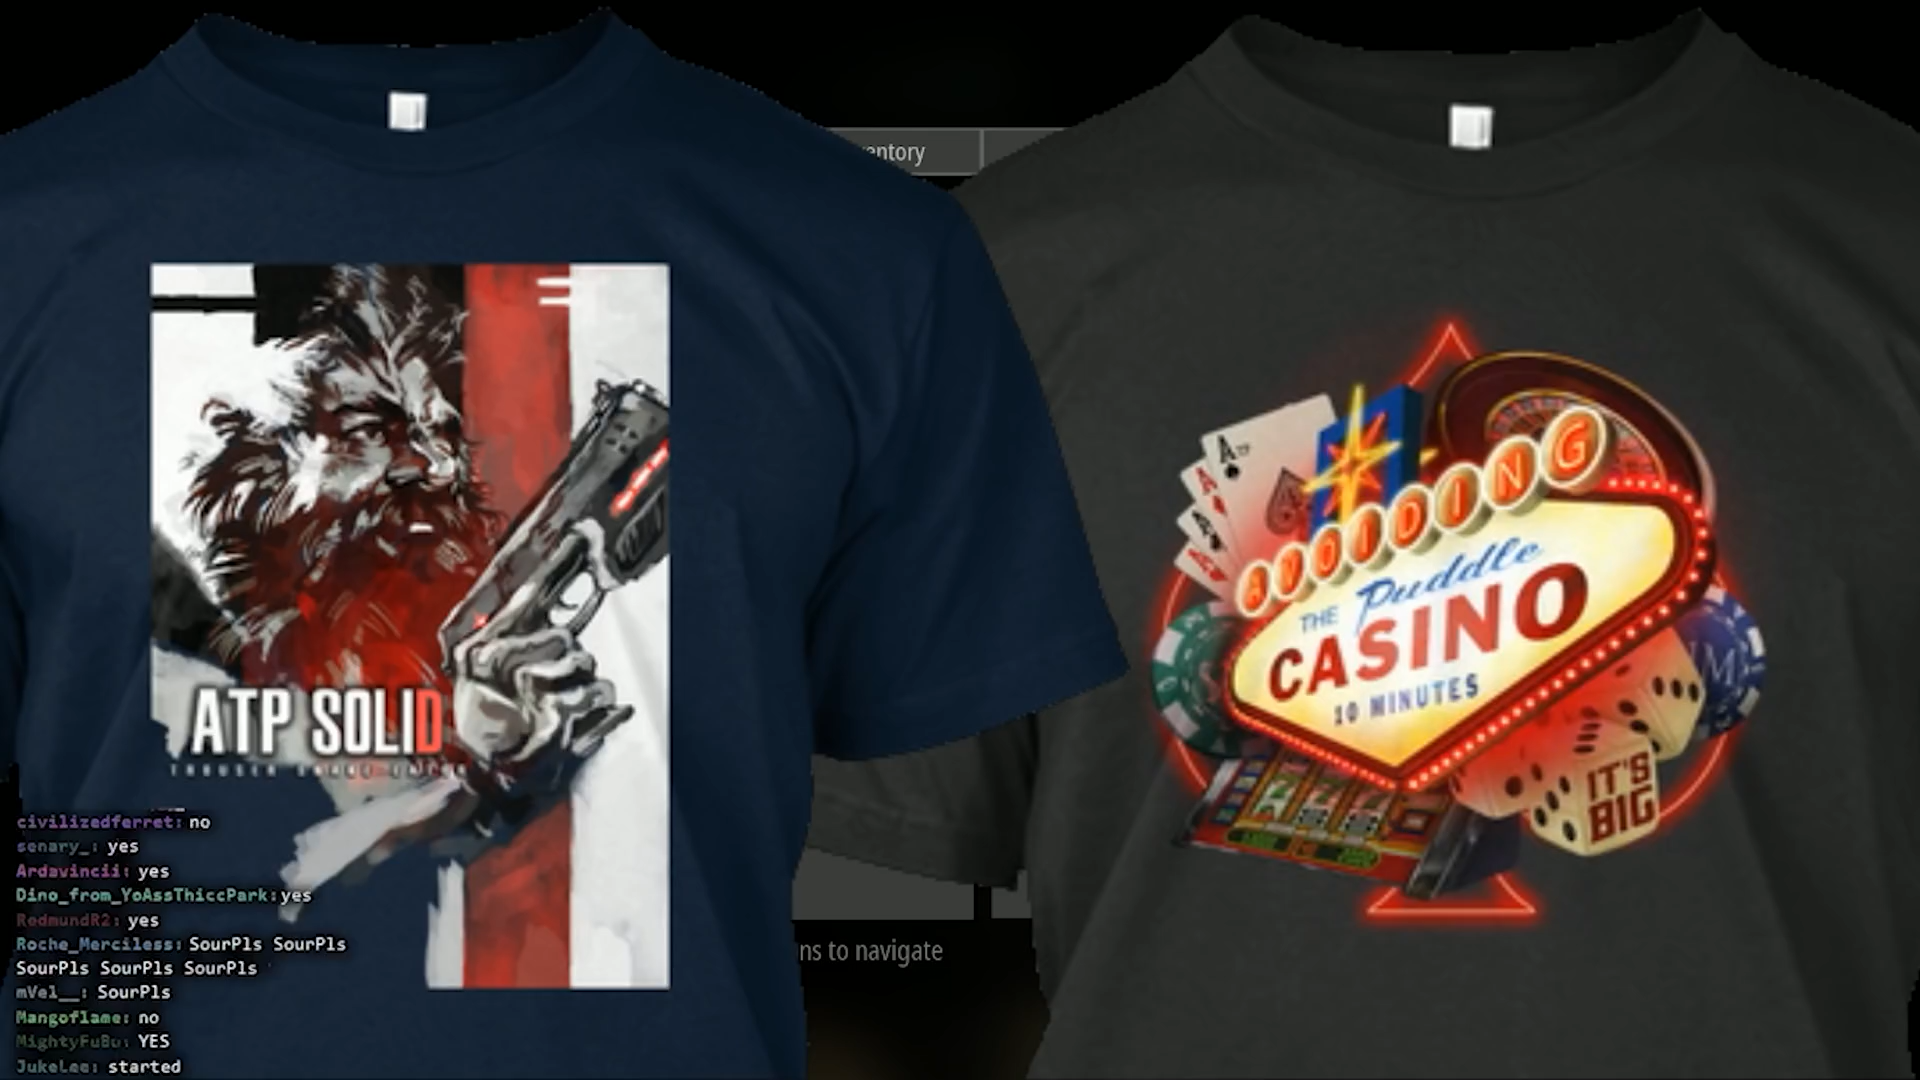 entory
A
AVOIDING
THE Puddle
CASINO
10 MINUTES
IT'S
BIG
ATP SOLID
civilizedferret: no
senary_: yes
Ardavincii: yes
Dino_from_YoAssThiccPark: yes
RedmundR2: yes
Roche_Merciless: SourPls SourPls
SourPls SourPls SourPls
mVel__: SourPls
Mangoflame: no
MightyFuBu: YES
JukeLee: started
ns to navigate